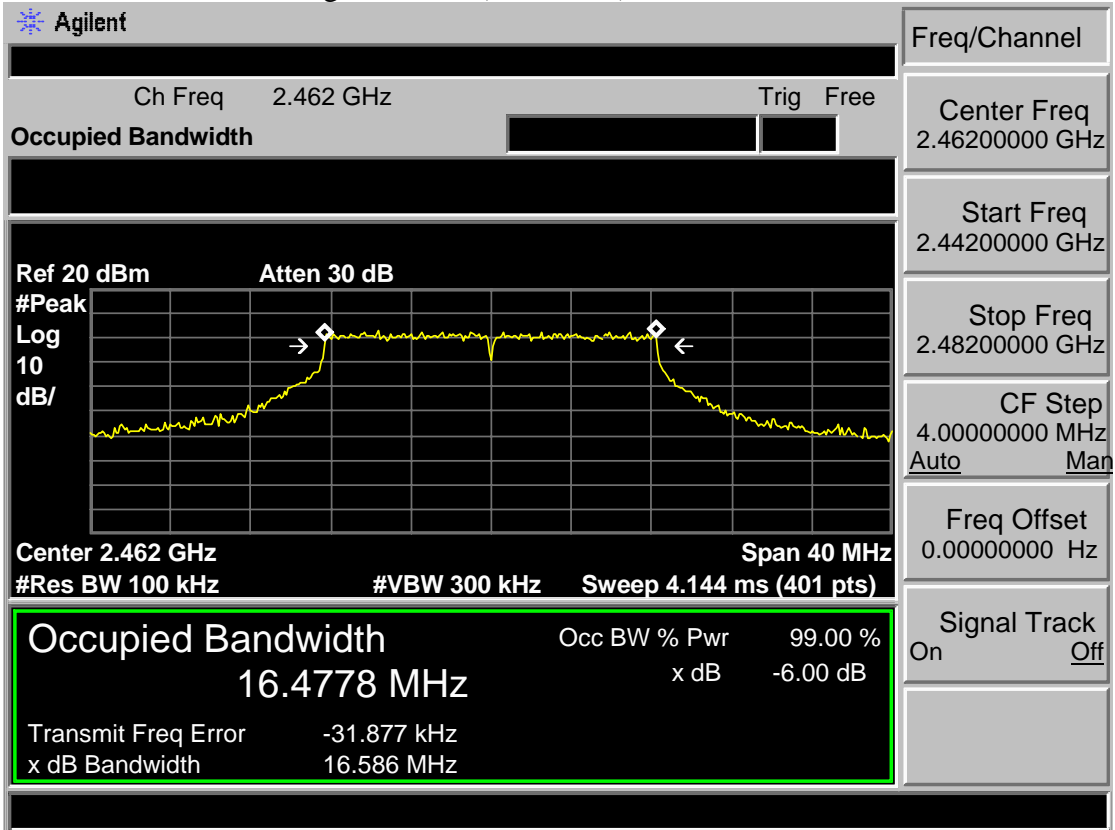 Agilent
Freq/Channel
Ch Freq 2.462 GHz Trig Free
Occupied Bandwidth
Center Freq
2.46200000 GHz
Start Freq
2.44200000 GHz
Ref 20 dBm Atten 30 dB
#Peak
Log
10
dB/
Stop Freq
2.48200000 GHz
CF Step
4.00000000 MHz
Auto Man
Freq Offset
0.00000000 Hz
Center 2.462 GHz Span 40 MHz
#Res BW 100 kHz #VBW 300 kHz Sweep 4.144 ms (401 pts)
Signal Track
On Off
Occupied Bandwidth Occ BW % Pwr 99.00 %
16.4778 MHz x dB -6.00 dB
Transmit Freq Error -31.877 kHz
x dB Bandwidth 16.586 MHz